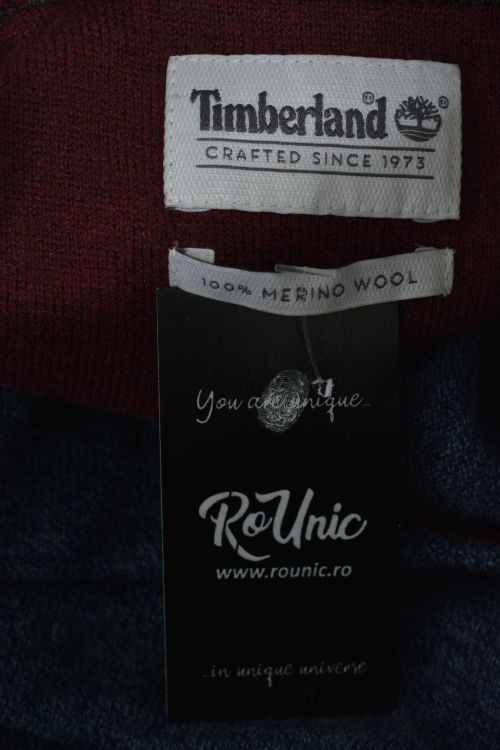 Timberland®
CRAFTED SINCE 1973
100% MERINO WOOL
You are unique...
RoUnic
www.rounic.ro
...in unique universe